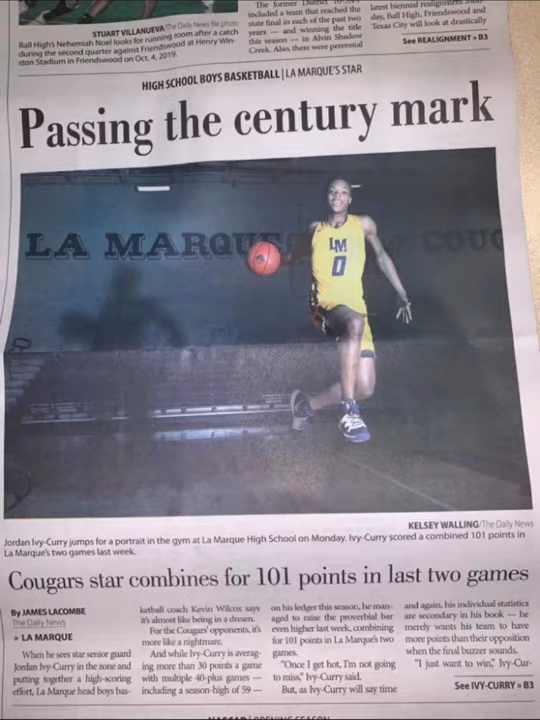 STUART VILLANUEVA/The Daily News file photo
Ball High's Nehemiah Noel looks for running room after a catch
during the second quarter against Friendswood at Henry Win-
ston Stadium in Friendswood on Oct. 4, 2019.
The former District
included a team that reached the
state final in each of the past two
years — and winning the title
this season — in Alvin Shadow
Creek. Also, there were perennial
latest biennial realignment
day, Ball High, Friendswood and
Texas City will look at drastically
See REALIGNMENT » B3
HIGH SCHOOL BOYS BASKETBALL | LA MARQUE'S STAR
Passing the century mark
LA MARQUE
COUG
LM
0
KELSEY WALLING/The Daily News
Jordan Ivy-Curry jumps for a portrait in the gym at La Marque High School on Monday. Ivy-Curry scored a combined 101 points in
La Marque's two games last week.
Cougars star combines for 101 points in last two games
By JAMES LACOMBE
The Daily News
» LA MARQUE
When he sees star senior guard
Jordan Ivy-Curry in the zone and
putting together a high-scoring
effort, La Marque head boys bas-
ketball coach Kevin Wilcox says
it's almost like being in a dream.
For the Cougars' opponents, it's
more like a nightmare.
And while Ivy-Curry is averag-
ing more than 30 points a game
with multiple 40-plus games —
including a season-high of 59 —
on his ledger this season, he man-
aged to raise the proverbial bar
even higher last week, combining
for 101 points in La Marque's two
games.
"Once I get hot, I'm not going
to miss," Ivy-Curry said.
But, as Ivy-Curry will say time
and again, his individual statistics
are secondary in his book — he
merely wants his team to have
more points than their opposition
when the final buzzer sounds.
"I just want to win," Ivy-Cur-
See IVY-CURRY » B3